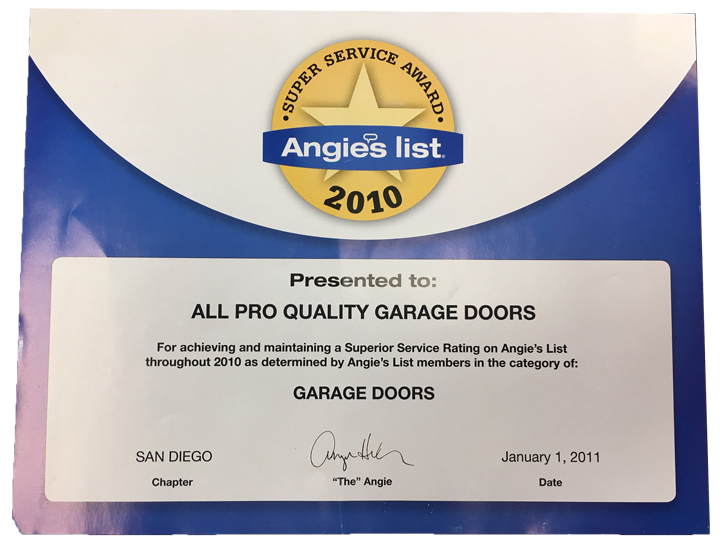 • SUPER SERVICE AWARD •
Angie's list®
2010
Presented to:
ALL PRO QUALITY GARAGE DOORS
For achieving and maintaining a Superior Service Rating on Angie's List
throughout 2010 as determined by Angie's List members in the category of:
GARAGE DOORS
SAN DIEGO January 1, 2011
Chapter "The" Angie Date